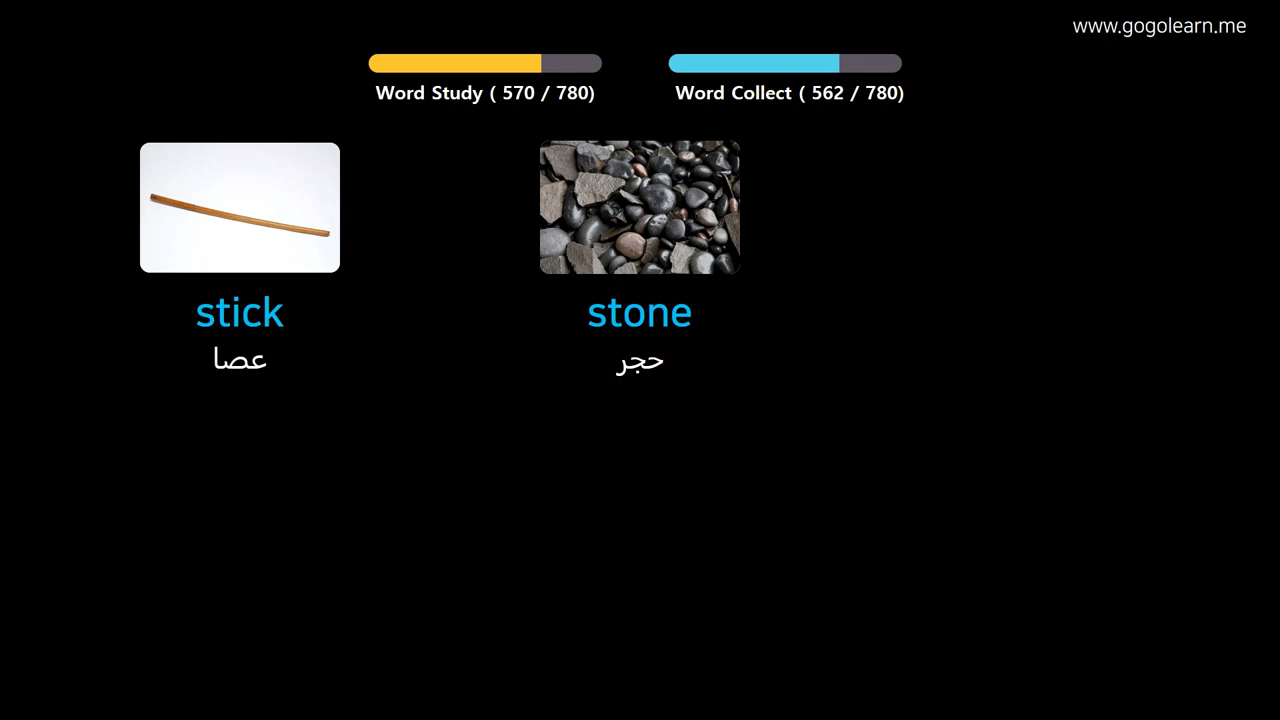 www.gogolearn.me
Word Study ( 570 / 780)
Word Collect ( 562 / 780)
stick
عصا
stone
حجر